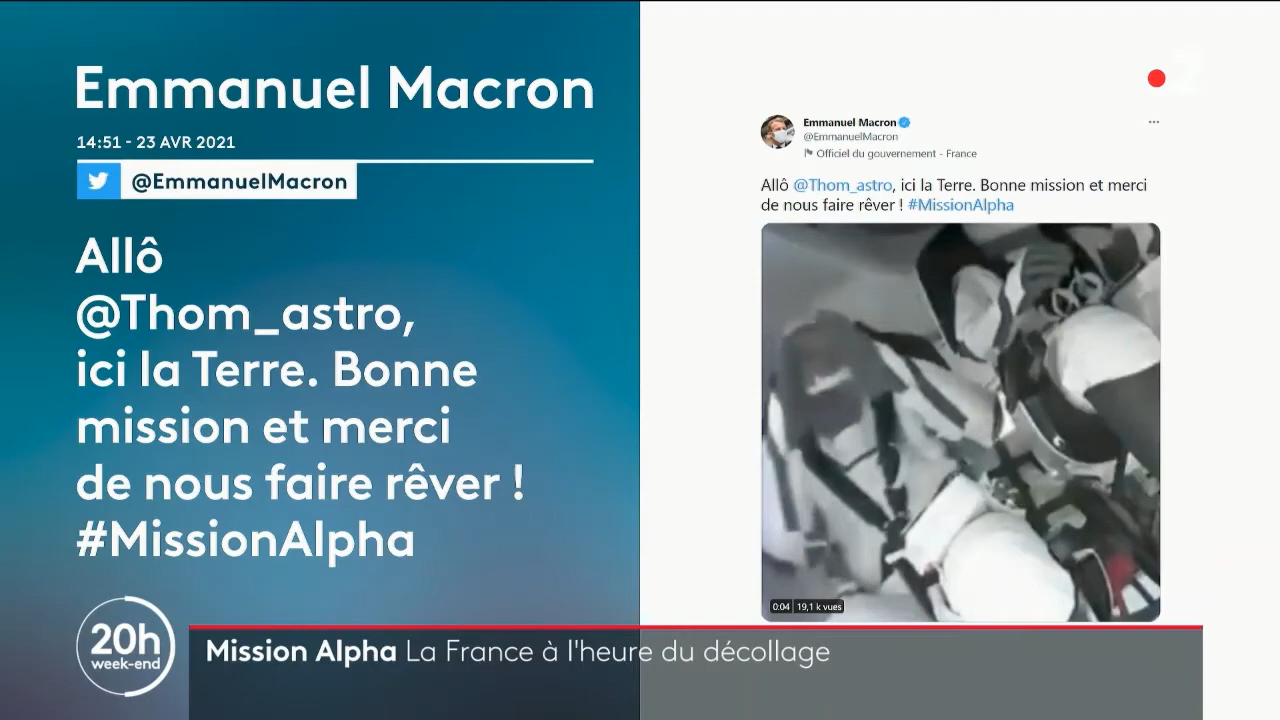 Emmanuel Macron
14:51 - 23 AVR 2021
@EmmanuelMacron
Allô
@Thom_astro,
ici la Terre. Bonne
mission et merci
de nous faire rêver !
#MissionAlpha
2
Emmanuel Macron
@EmmanuelMacron
Officiel du gouvernement - France
Allô @Thom_astro, ici la Terre. Bonne mission et merci
de nous faire rêver ! #MissionAlpha
0:04 19,1 k vues
20h
week-end
Mission Alpha La France à l'heure du décollage